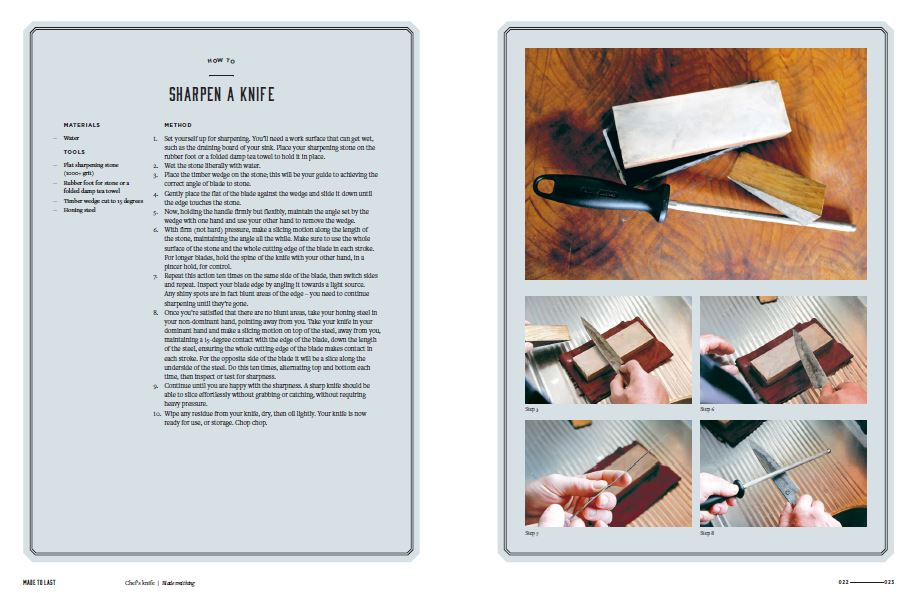 HOW TO
SHARPEN A KNIFE
MATERIALS
— Water
TOOLS
— Flat sharpening stone
(1000+ grit)
— Rubber foot for stone or a
folded damp tea towel
— Timber wedge cut to 15 degrees
— Honing steel
METHOD
1. Set yourself up for sharpening. You'll need a work surface that can get wet,
such as the draining board of your sink. Place your sharpening stone on the
rubber foot or a folded damp tea towel to hold it in place.
2. Wet the stone liberally with water.
3. Place the timber wedge on the stone; this will be your guide to achieving the
correct angle of blade to stone.
4. Gently place the flat of the blade against the wedge and slide it down until
the edge touches the stone.
5. Now, holding the handle firmly but flexibly, maintain the angle set by the
wedge with one hand and use your other hand to remove the wedge.
6. With firm (not hard) pressure, make a slicing motion along the length of
the stone, maintaining the angle all the while. Make sure to use the whole
surface of the stone and the whole cutting edge of the blade in each stroke.
For longer blades, hold the spine of the knife with your other hand, in a
pincer hold, for control.
7. Repeat this action ten times on the same side of the blade, then switch sides
and repeat. Inspect your blade edge by angling it towards a light source.
Any shiny spots are in fact blunt areas of the edge – you need to continue
sharpening until they're gone.
8. Once you're satisfied that there are no blunt areas, take your honing steel in
your non-dominant hand, pointing away from you. Take your knife in your
dominant hand and make a slicing motion on top of the steel, away from you,
maintaining a 15-degree contact with the edge of the blade, down the length
of the steel, ensuring the whole cutting edge of the blade makes contact in
each stroke. For the opposite side of the blade it will be a slice along the
underside of the steel. Do this ten times, alternating top and bottom each
time, then inspect or test for sharpness.
9. Continue until you are happy with the sharpness. A sharp knife should be
able to slice effortlessly without grabbing or catching, without requiring
heavy pressure.
10. Wipe any residue from your knife, dry, then oil lightly. Your knife is now
ready for use, or storage. Chop chop.
MADE TO LAST
Chef's knife | Bladesmithing
Step 5
Step 6
Step 7
Step 8
022 — 023